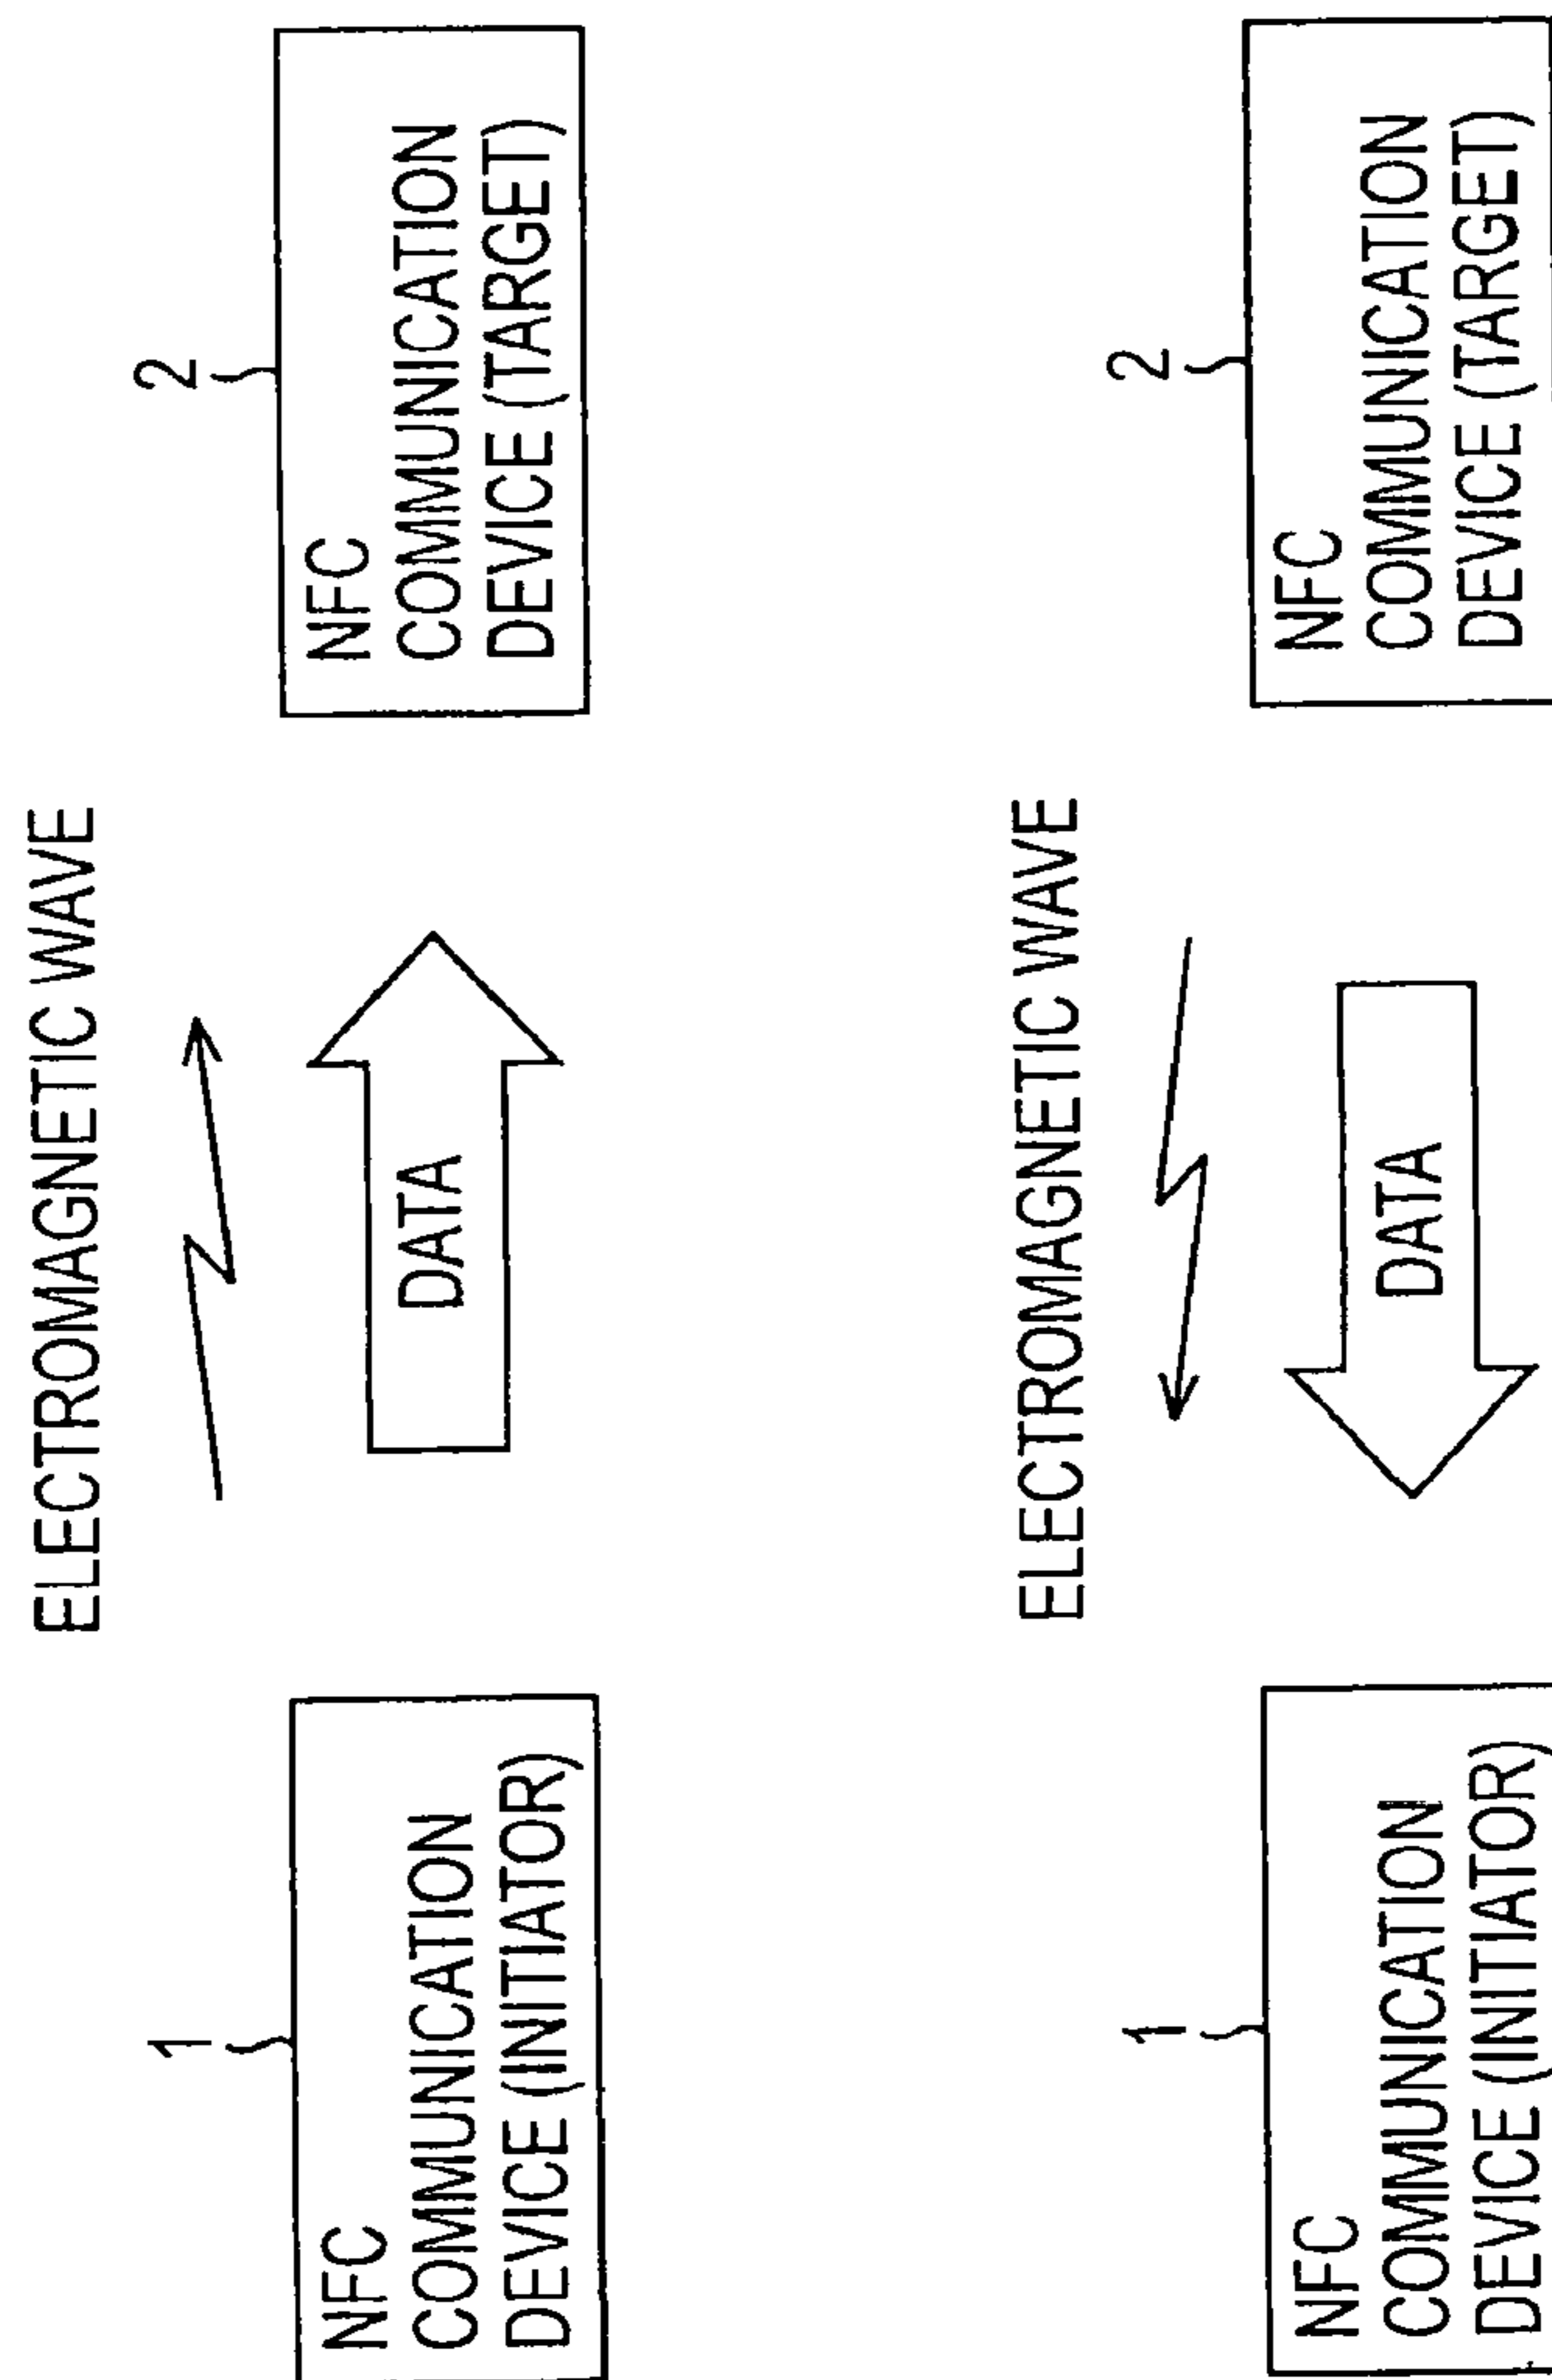 ELECTROMAGNETIC WAVE
1
2
NFC
COMMUNICATION
DEVICE (INITIATOR)
DATA
NFC
COMMUNICATION
DEVICE (TARGET)
ELECTROMAGNETIC WAVE
1
2
NFC
COMMUNICATION
DEVICE (INITIATOR)
DATA
NFC
COMMUNICATION
DEVICE (TARGET)